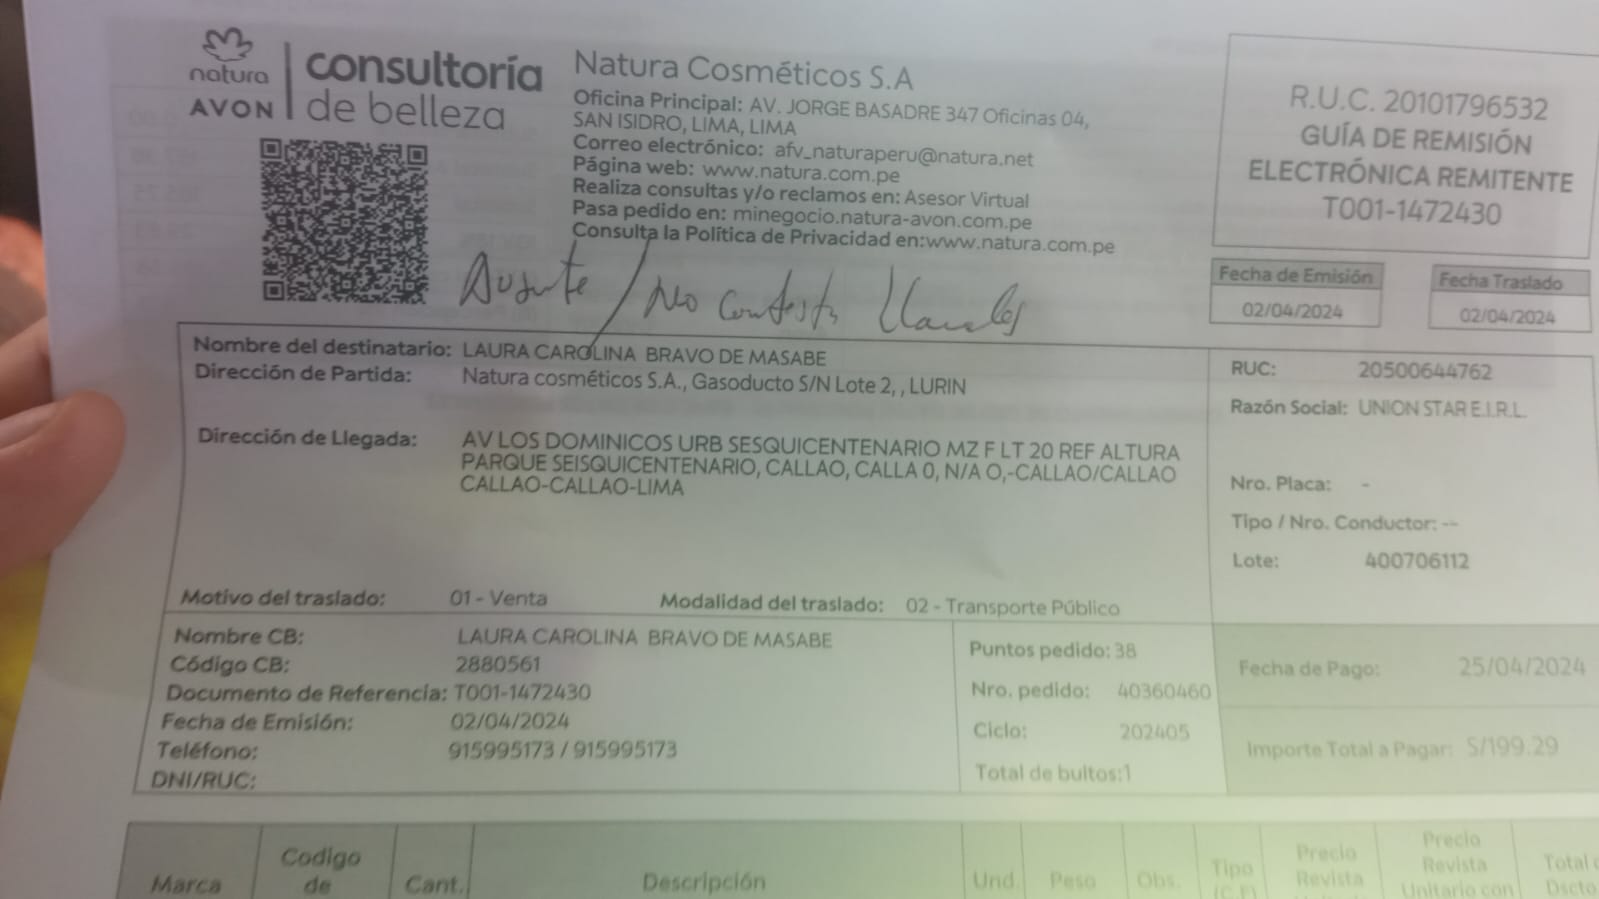 natura
AVON
consultoría
de belleza
Natura Cosméticos S.A
Oficina Principal: AV. JORGE BASADRE 347 Oficinas 04,
SAN ISIDRO, LIMA, LIMA
Correo electrónico: afv_naturaperu@natura.net
Página web: www.natura.com.pe
Realiza consultas y/o reclamos en: Asesor Virtual
Pasa pedido en: minegocio.natura-avon.com.pe
Consulta la Política de Privacidad en:www.natura.com.pe
R.U.C. 20101796532
GUÍA DE REMISIÓN
ELECTRÓNICA REMITENTE
T001-1472430
Fecha de Emisión
02/04/2024
Fecha Traslado
02/04/2024
Ausente / No contesta llamadas
Nombre del destinatario: LAURA CAROLINA BRAVO DE MASABE
Dirección de Partida: Natura cosméticos S.A., Gasoducto S/N Lote 2, , LURIN
Dirección de Llegada: AV LOS DOMINICOS URB SESQUICENTENARIO MZ F LT 20 REF ALTURA
PARQUE SEISQUICENTENARIO, CALLAO, CALLA 0, N/A O,-CALLAO/CALLAO
CALLAO-CALLAO-LIMA
Motivo del traslado: 01 - Venta Modalidad del traslado: 02 - Transporte Público
RUC: 20500644762
Razón Social: UNION STAR E.I.R.L.
Nro. Placa: -
Tipo / Nro. Conductor: --
Lote: 400706112
Nombre CB: LAURA CAROLINA BRAVO DE MASABE
Código CB: 2880561
Documento de Referencia: T001-1472430
Fecha de Emisión: 02/04/2024
Teléfono: 915995173 / 915995173
DNI/RUC:
Puntos pedido: 38
Nro. pedido: 40360460
Ciclo: 202405
Total de bultos:1
Fecha de Pago: 25/04/2024
Importe Total a Pagar: S/199.29
Marca
Codigo
de
Cant.
Descripción
Und.
Peso
Obs.
Tipo
(C.F)
Precio
Revista
Precio
Revista
Unitario con
Total
Dscto